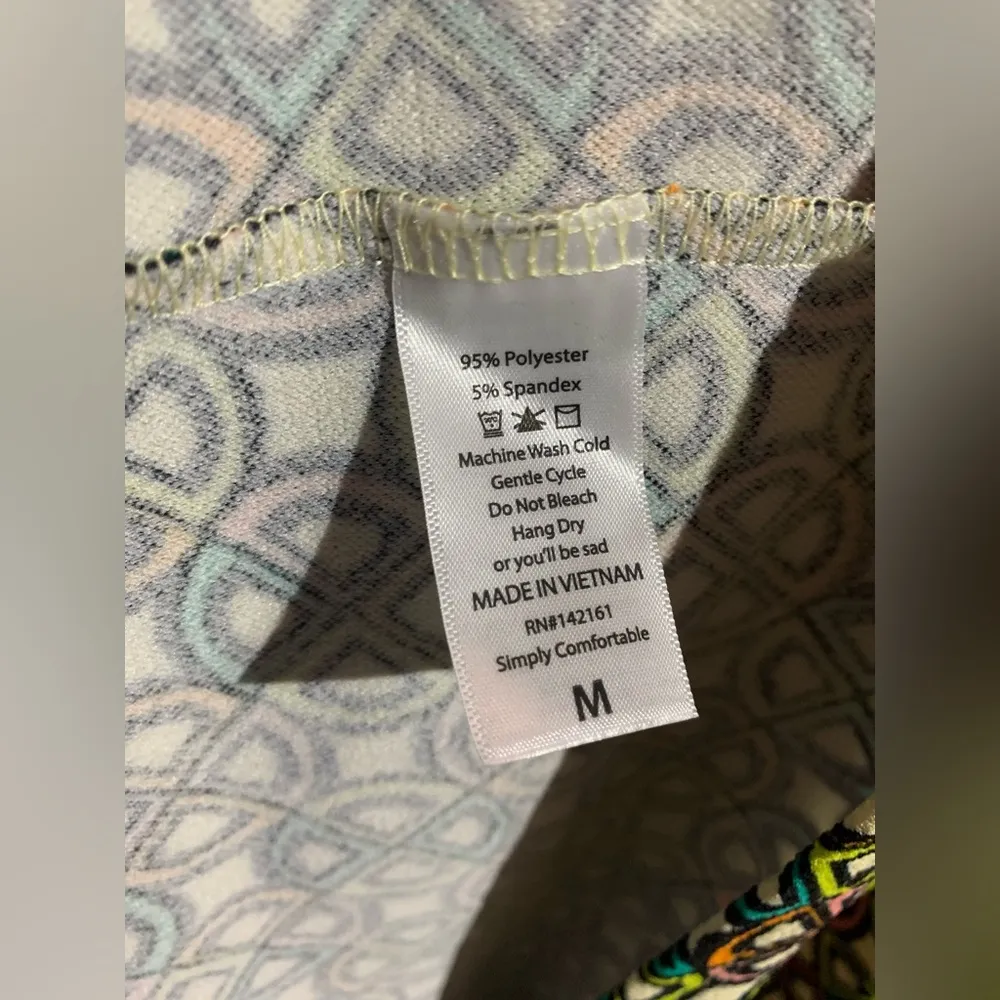 95% Polyester
5% Spandex
Machine Wash Cold
Gentle Cycle
Do Not Bleach
Hang Dry
or you'll be sad
MADE IN VIETNAM
RN#142161
Simply Comfortable
M